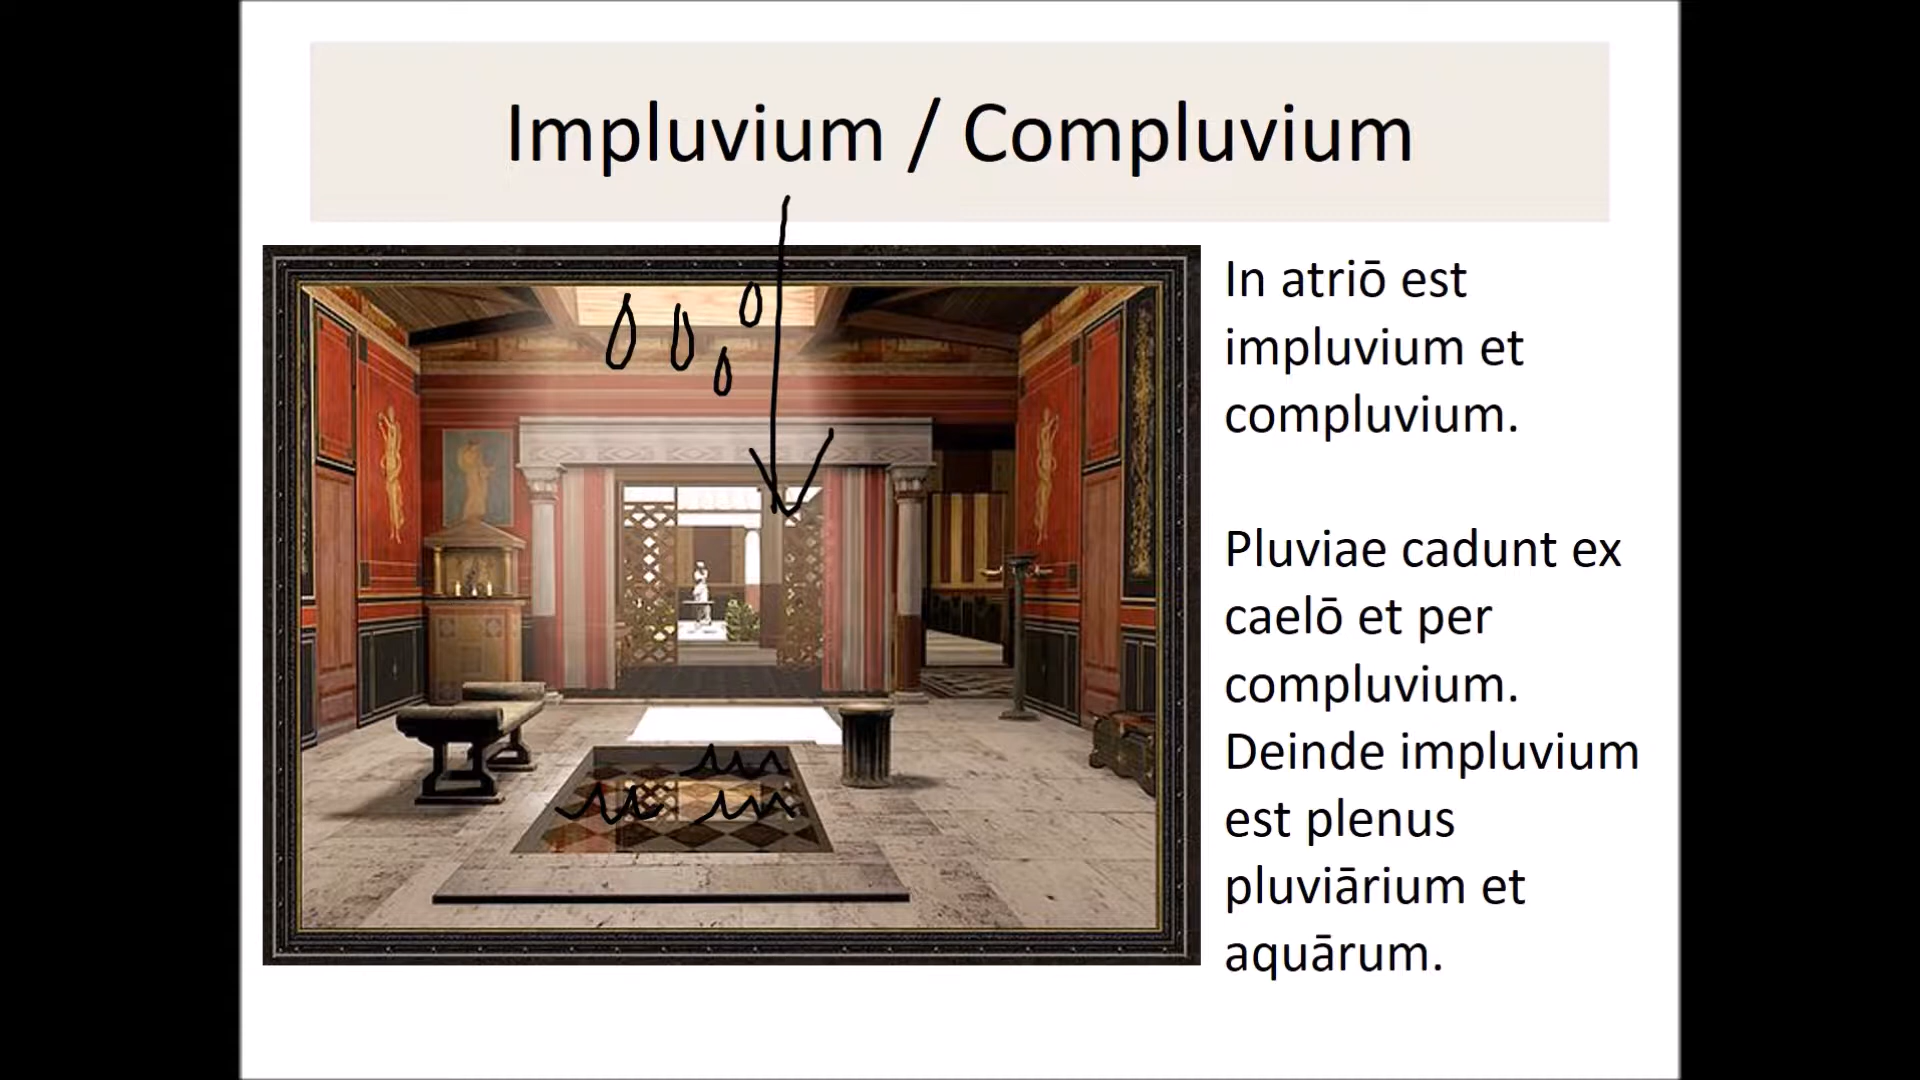 Impluvium / Compluvium
In atriō est
impluvium et
compluvium.
Pluviae cadunt ex
caelō et per
compluvium.
Deinde impluvium
est plenus
pluviārium et
aquārum.